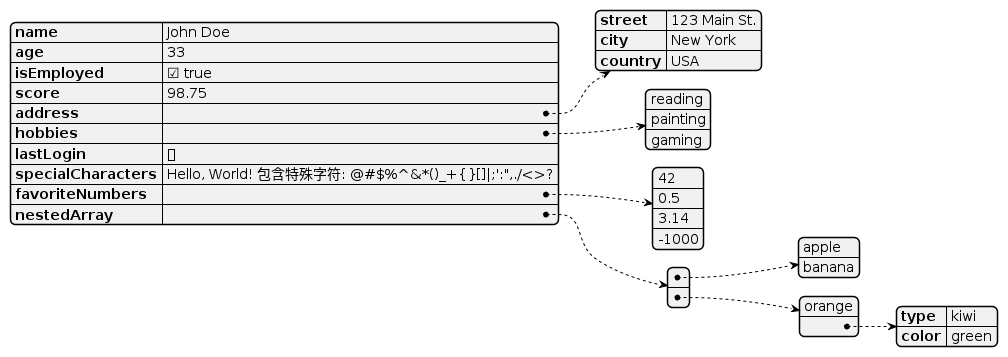 name John Doe
age 33
isEmployed ☑ true
score 98.75
address
hobbies
lastLogin ▯
specialCharacters Hello, World! 包含特殊字符: @#$%^&*()_+{ }[]|;':",./<>?
favoriteNumbers
nestedArray
street 123 Main St.
city New York
country USA
reading
painting
gaming
42
0.5
3.14
-1000
apple
banana
orange
type kiwi
color green